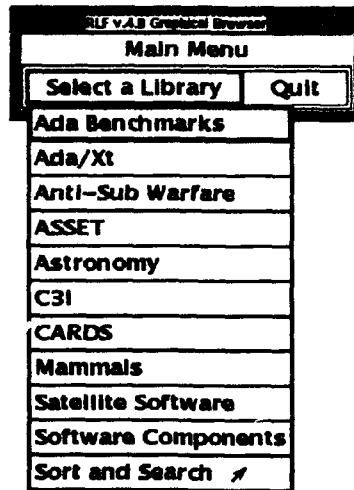 RLF v.4.0 Graphical Browser
Main Menu
Select a Library Quit
Ada Benchmarks
Ada/Xt
Anti-Sub Warfare
ASSET
Astronomy
C3I
CARDS
Mammals
Satellite Software
Software Components
Sort and Search